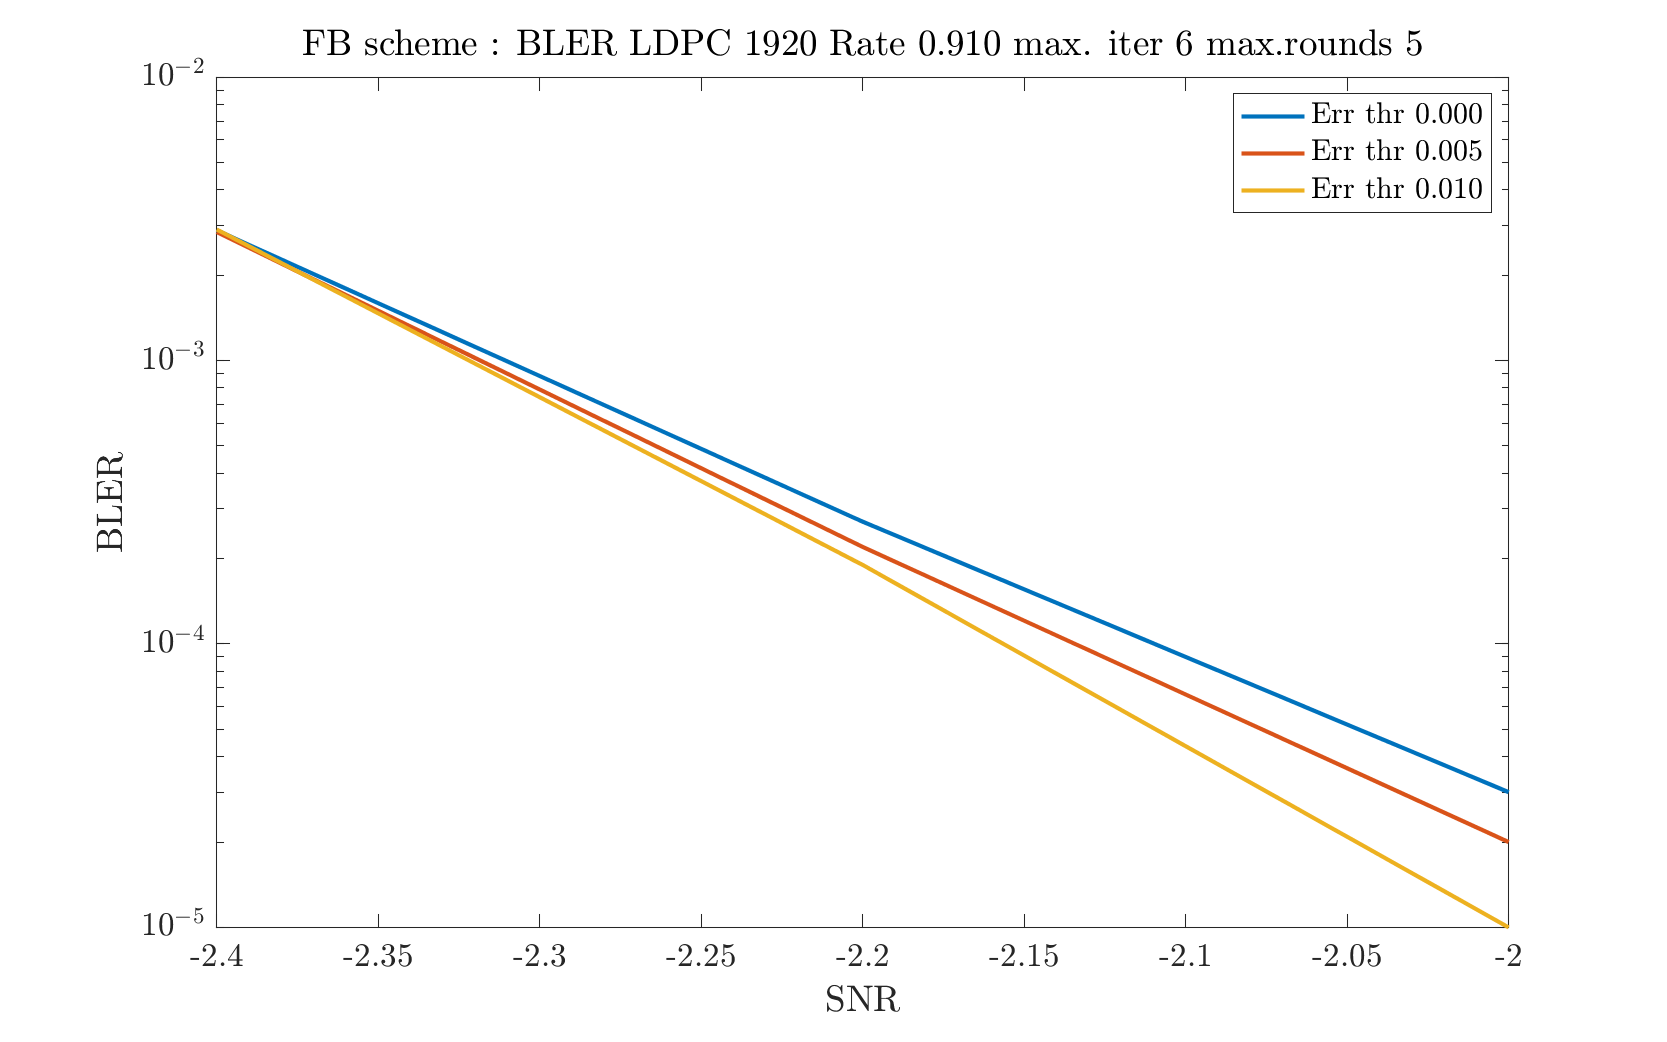 FB scheme : BLER LDPC 1920 Rate 0.910 max. iter 6 max.rounds 5
10⁻²
Err thr 0.000
Err thr 0.005
Err thr 0.010
10⁻³
BLER
10⁻⁴
10⁻⁵
-2.4 -2.35 -2.3 -2.25 -2.2 -2.15 -2.1 -2.05 -2
SNR